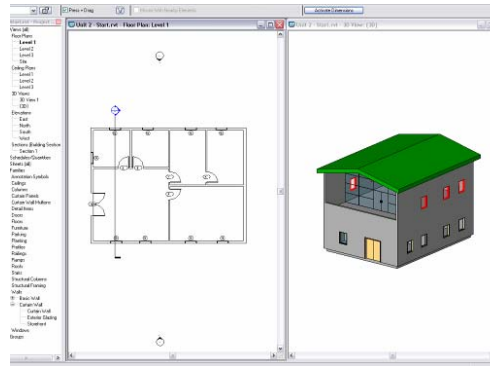 Press + Drag
Activate Dimensions
Unit 2 - Start.rvt - Floor Plan: Level 1
Unit 2 - Start.rvt - 3D View: {3D}
Views (all)
Floor Plans
Level 1
Level 2
Level 3
Site
Ceiling Plans
Level 1
Level 2
Level 3
3D Views
3D View 1
{3D}
Elevations
East
North
South
West
Sections (Building Section
Section 1
Schedules/Quantities
Sheets (all)
Families
Annotation Symbols
Ceilings
Columns
Curtain Panels
Curtain Wall Mullions
Detail Items
Doors
Floors
Furniture
Parking
Planting
Profiles
Railings
Ramps
Roofs
Stairs
Structural Columns
Structural Framing
Walls
Basic Wall
Curtain Wall
Curtain Wall
Exterior Glazing
Storefront
Windows
Groups